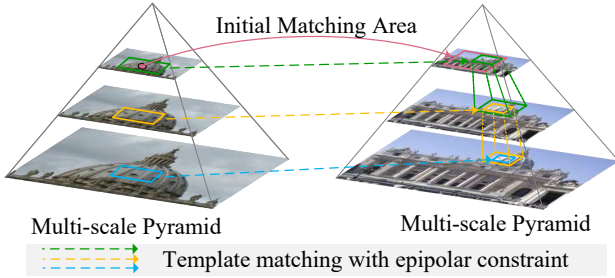 Initial Matching Area
Multi-scale Pyramid
Multi-scale Pyramid
Template matching with epipolar constraint